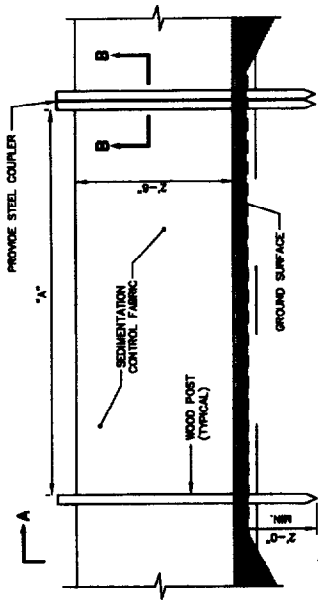 PROVIDE STEEL COUPLER
"A"
B
B
2'-6"
SEDIMENTATION
CONTROL FABRIC
WOOD POST
(TYPICAL)
GROUND SURFACE
A
2'-0"
MIN.